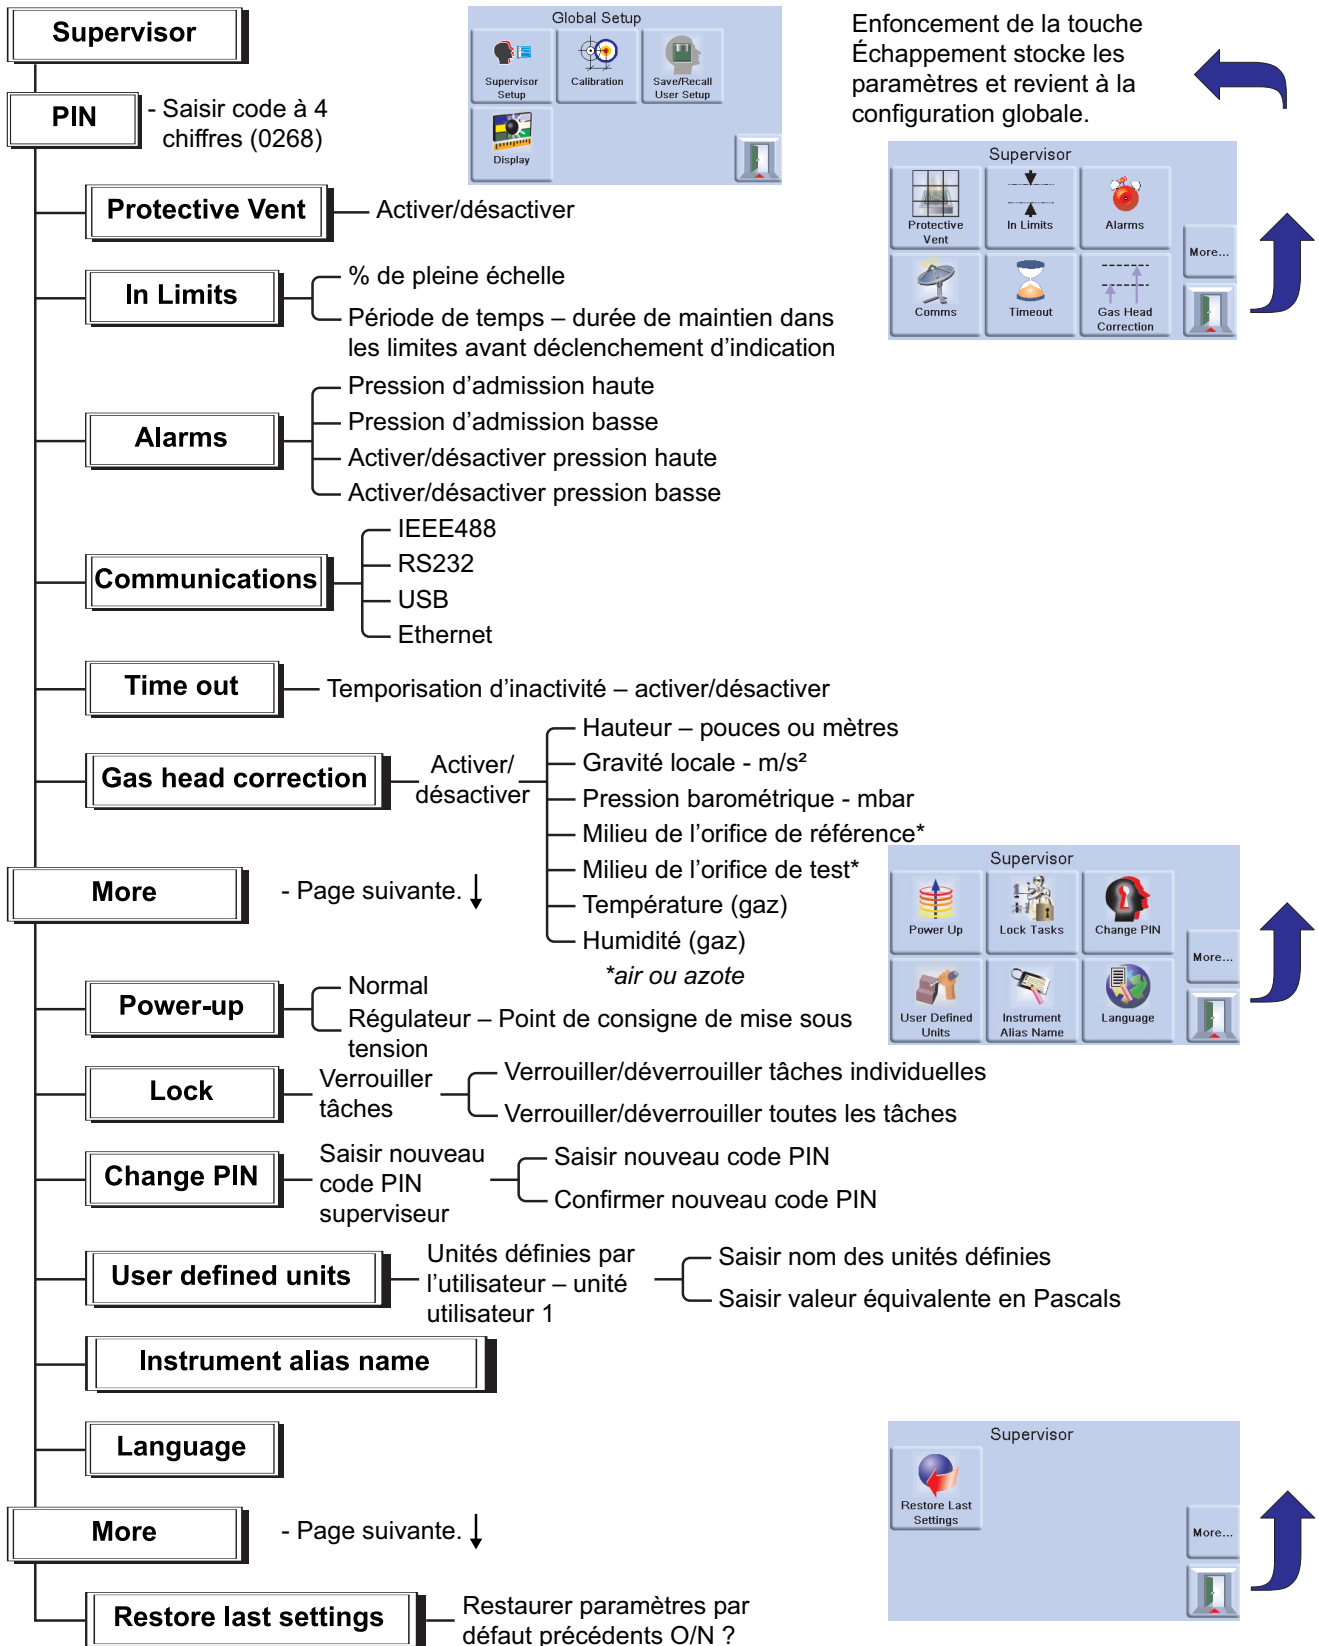 Supervisor
PIN
- Saisir code à 4
chiffres (0268)
Global Setup
Supervisor
Setup
Calibration
Save/Recall
User Setup
Display
Enfoncement de la touche
Échappement stocke les
paramètres et revient à la
configuration globale.
Supervisor
Protective
Vent
In Limits
Alarms
More...
Comms
Timeout
Gas Head
Correction
Protective Vent
Activer/désactiver
In Limits
% de pleine échelle
Période de temps – durée de maintien dans
les limites avant déclenchement d’indication
Alarms
Pression d’admission haute
Pression d’admission basse
Activer/désactiver pression haute
Activer/désactiver pression basse
Communications
IEEE488
RS232
USB
Ethernet
Time out
Temporisation d’inactivité – activer/désactiver
Gas head correction
Activer/
désactiver
Hauteur – pouces ou mètres
Gravité locale - m/s²
Pression barométrique - mbar
Milieu de l’orifice de référence*
Milieu de l’orifice de test*
Température (gaz)
Humidité (gaz)
*air ou azote
More
- Page suivante.
Supervisor
Power Up
Lock Tasks
Change PIN
More...
User Defined
Units
Instrument
Alias Name
Language
Power-up
Normal
Régulateur – Point de consigne de mise sous
tension
Lock
Verrouiller
tâches
Verrouiller/déverrouiller tâches individuelles
Verrouiller/déverrouiller toutes les tâches
Change PIN
Saisir nouveau
code PIN
superviseur
Saisir nouveau code PIN
Confirmer nouveau code PIN
User defined units
Unités définies par
l’utilisateur – unité
utilisateur 1
Saisir nom des unités définies
Saisir valeur équivalente en Pascals
Instrument alias name
Language
More
- Page suivante.
Supervisor
Restore Last
Settings
More...
Restore last settings
Restaurer paramètres par
défaut précédents O/N ?